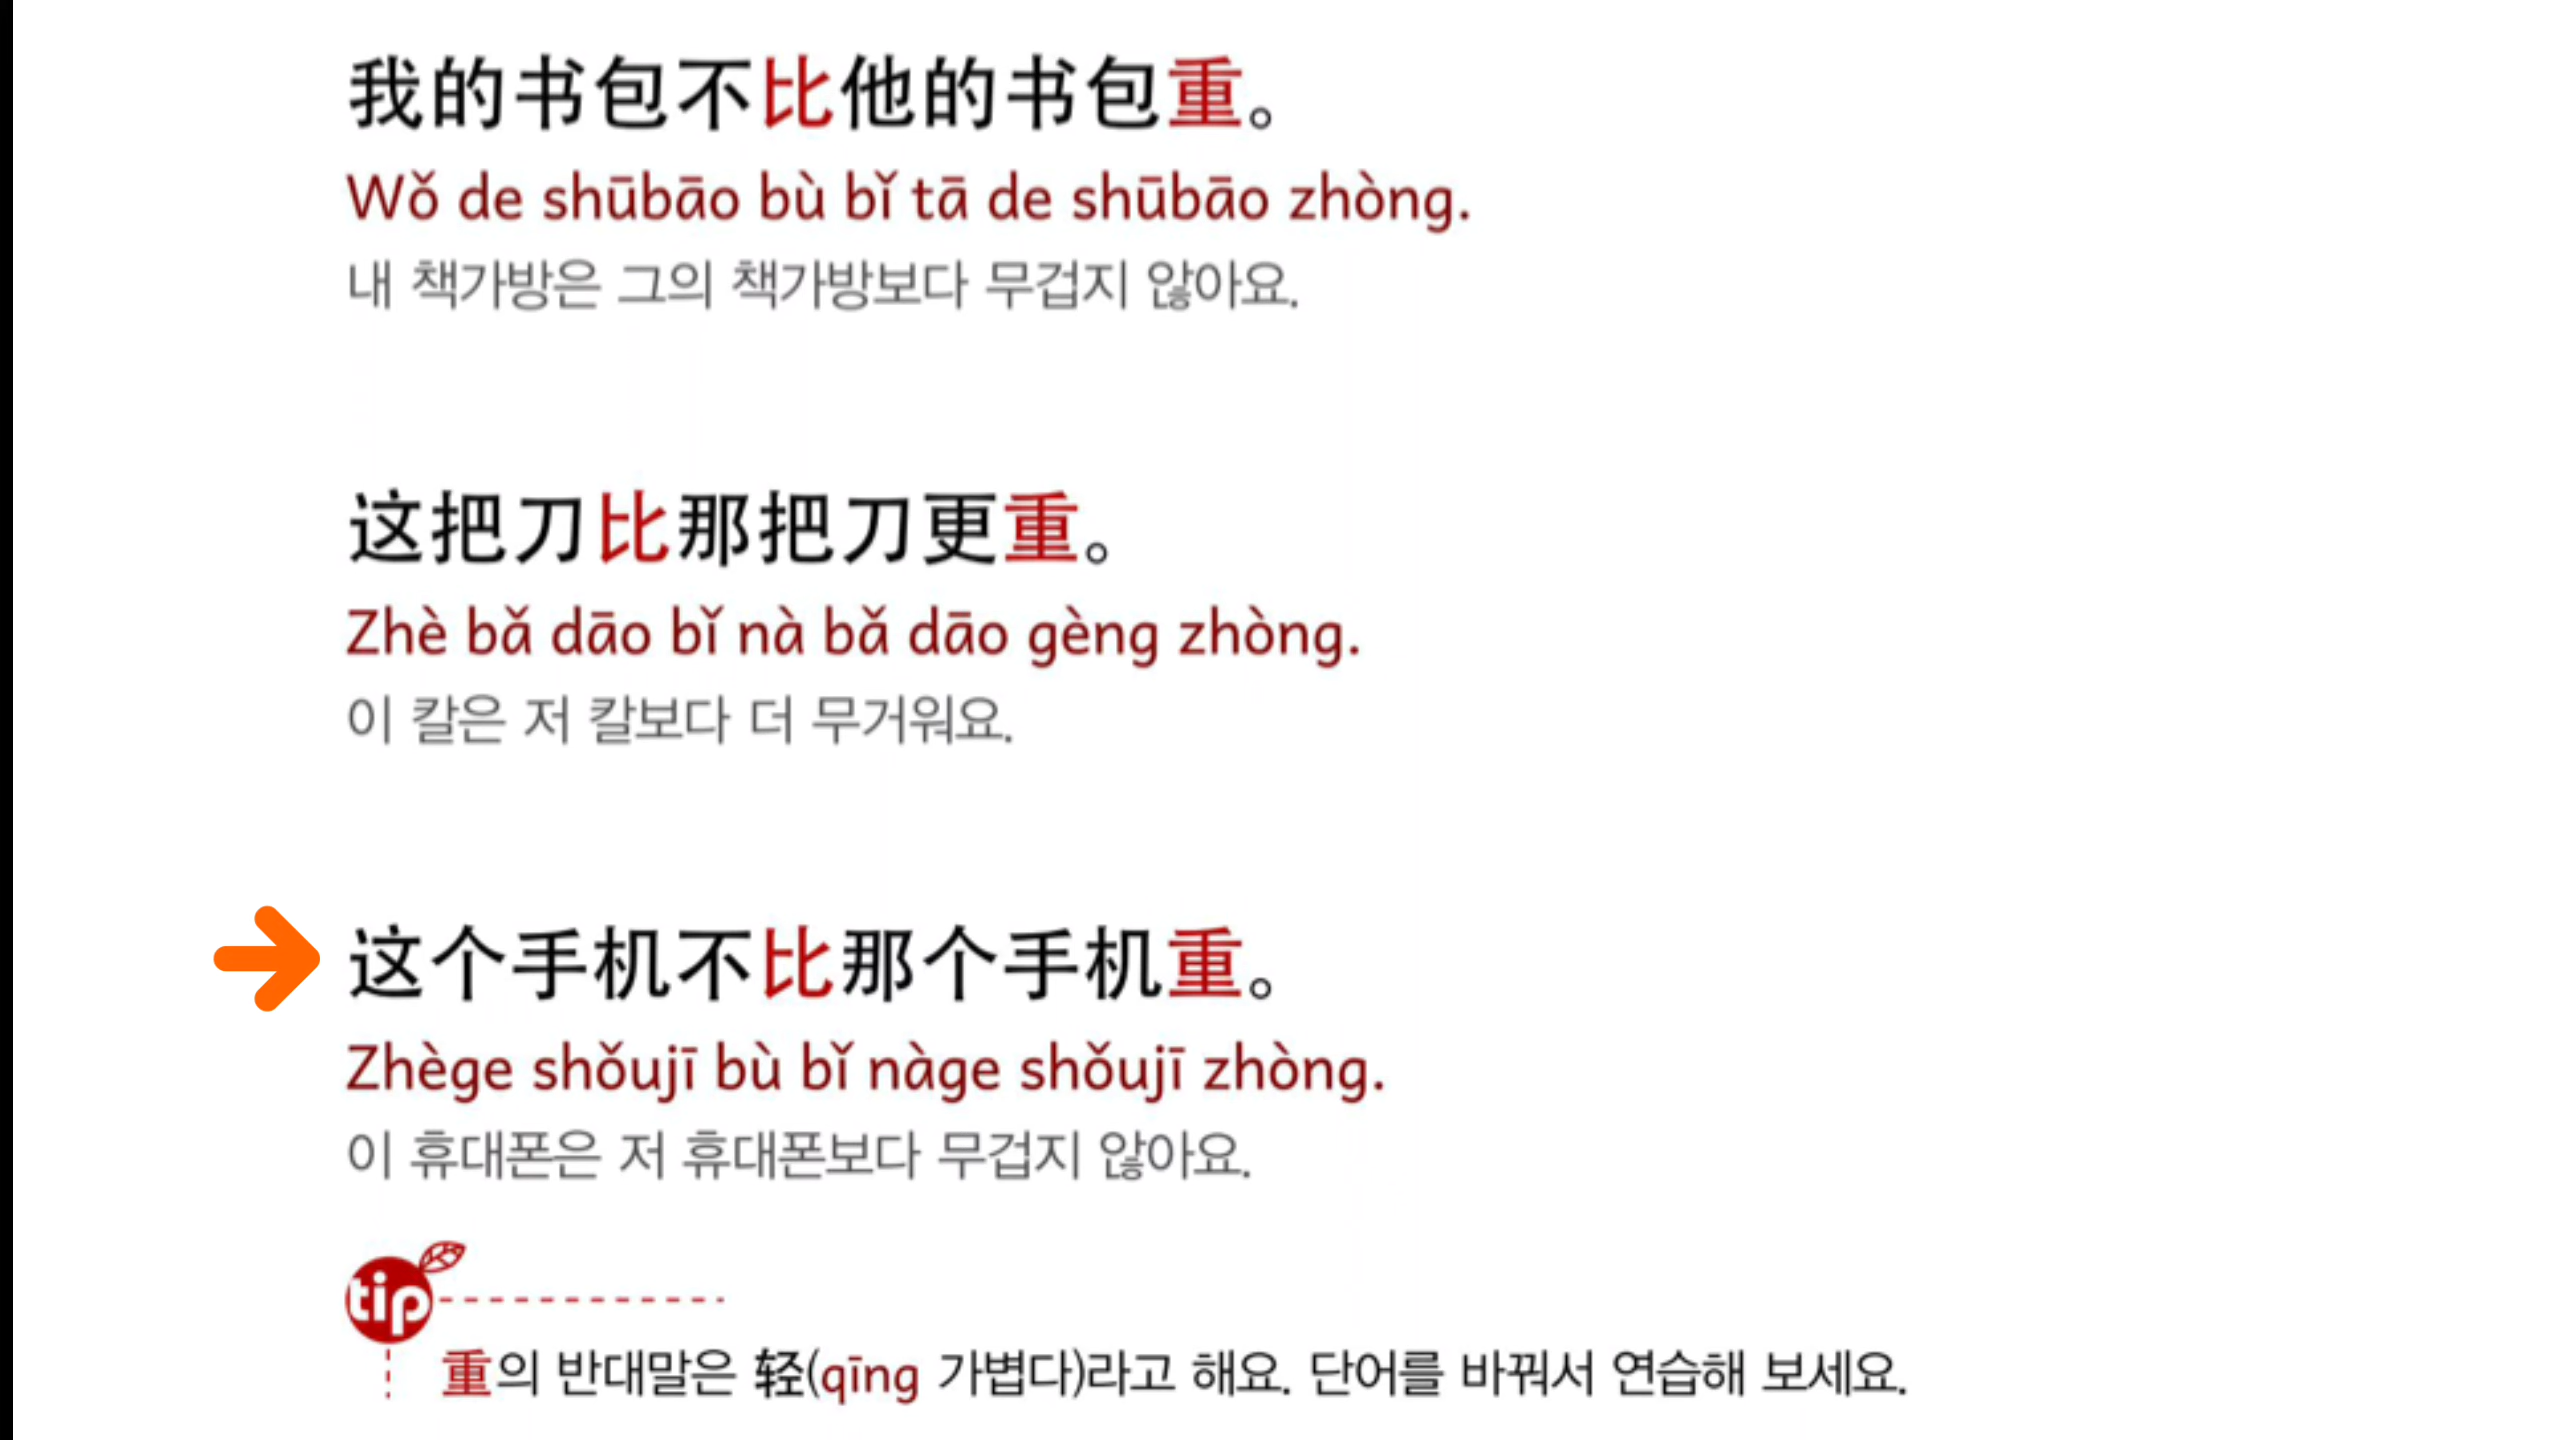 我的书包不比他的书包重。
Wǒ de shūbāo bù bǐ tā de shūbāo zhòng.
내 책가방은 그의 책가방보다 무겁지 않아요.
这把刀比那把刀更重。
Zhè bǎ dāo bǐ nà bǎ dāo gèng zhòng.
이 칼은 저 칼보다 더 무거워요.
这个手机不比那个手机重。
Zhège shǒujī bù bǐ nàge shǒujī zhòng.
이 휴대폰은 저 휴대폰보다 무겁지 않아요.
tip
重의 반대말은 轻(qīng 가볍다)라고 해요. 단어를 바꿔서 연습해 보세요.